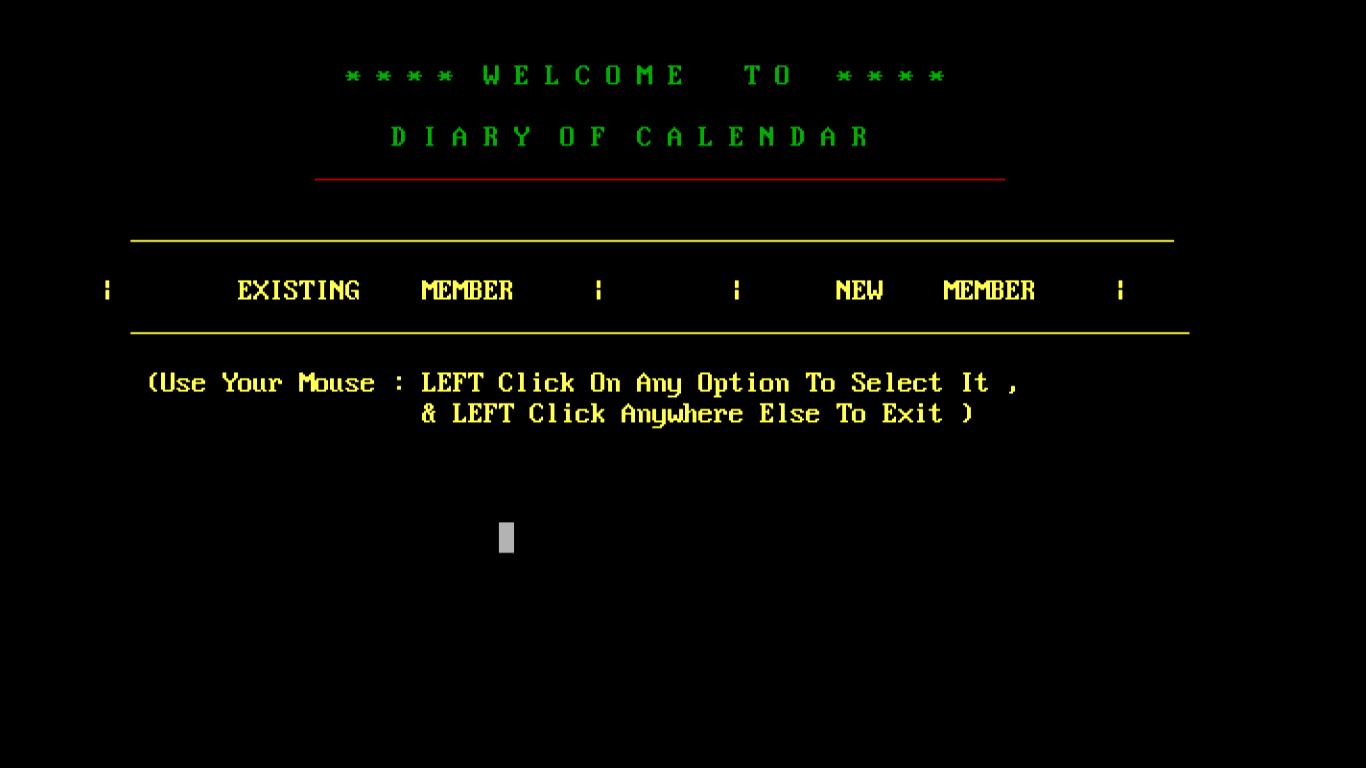 * * * * W E L C O M E   T O   * * * *
D I A R Y  O F  C A L E N D A R
¦ EXISTING MEMBER ¦ ¦ NEW MEMBER ¦
(Use Your Mouse : LEFT Click On Any Option To Select It ,
& LEFT Click Anywhere Else To Exit )